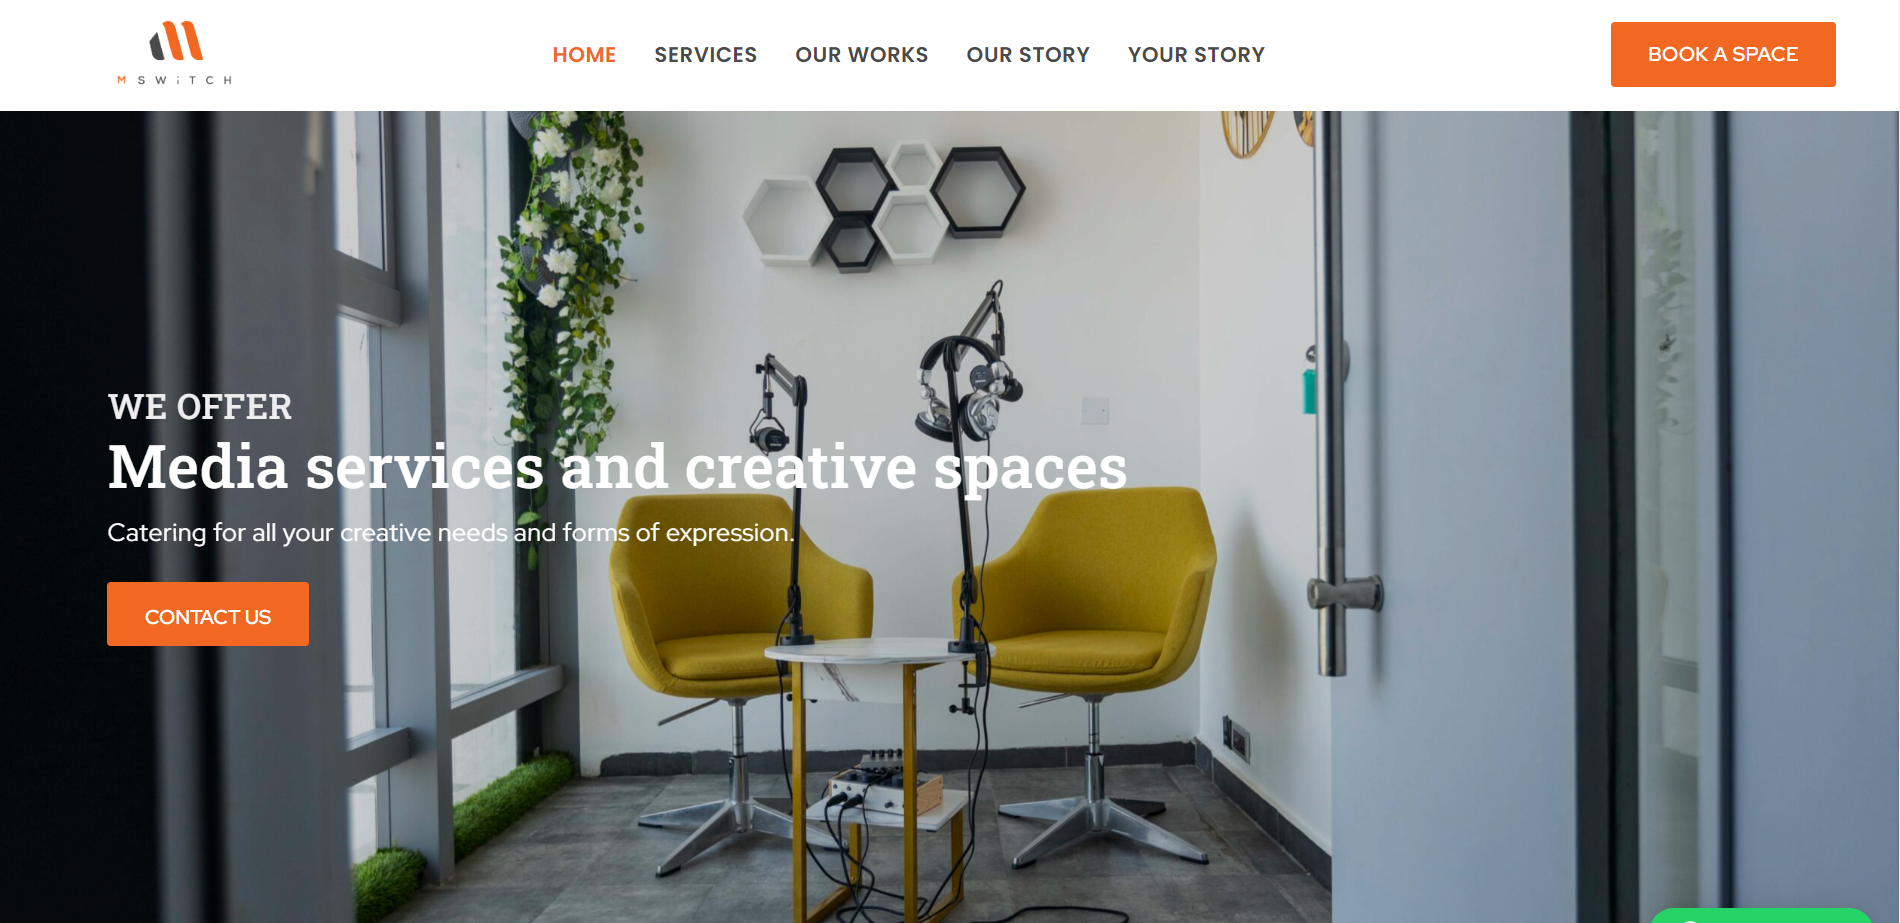 HOME SERVICES OUR WORKS OUR STORY YOUR STORY BOOK A SPACE
M SWiTCH
WE OFFER
Media services and creative spaces
Catering for all your creative needs and forms of expression.
CONTACT US